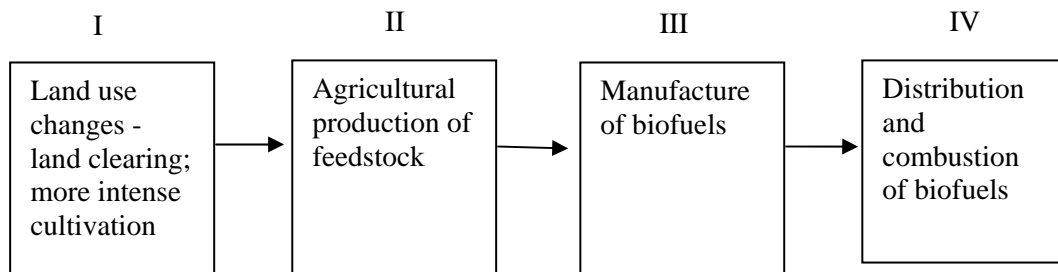 I
II
III
IV
Land use
changes -
land clearing;
more intense
cultivation
Agricultural
production of
feedstock
Manufacture
of biofuels
Distribution
and
combustion
of biofuels